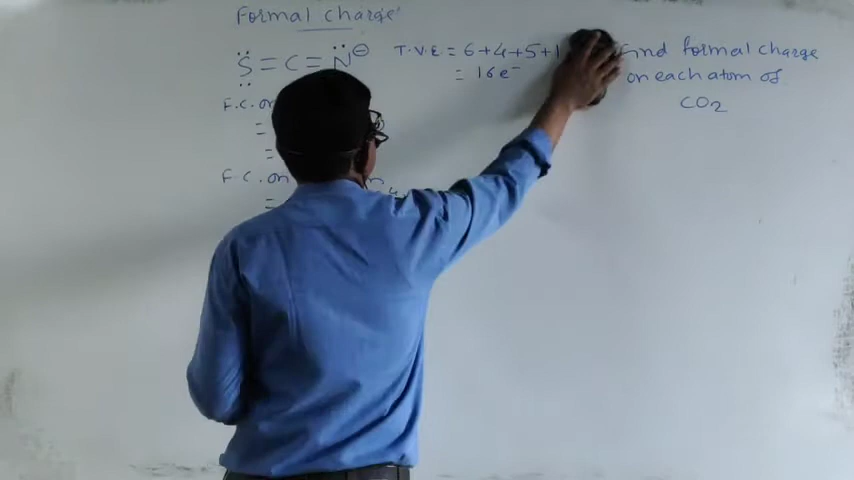 Formal charge
S = C = N ⊖ T.V.E = 6+4+5+1
= 16e⁻
F.C. on
=
=
F.C. on
=
find formal charge
on each atom of
CO₂